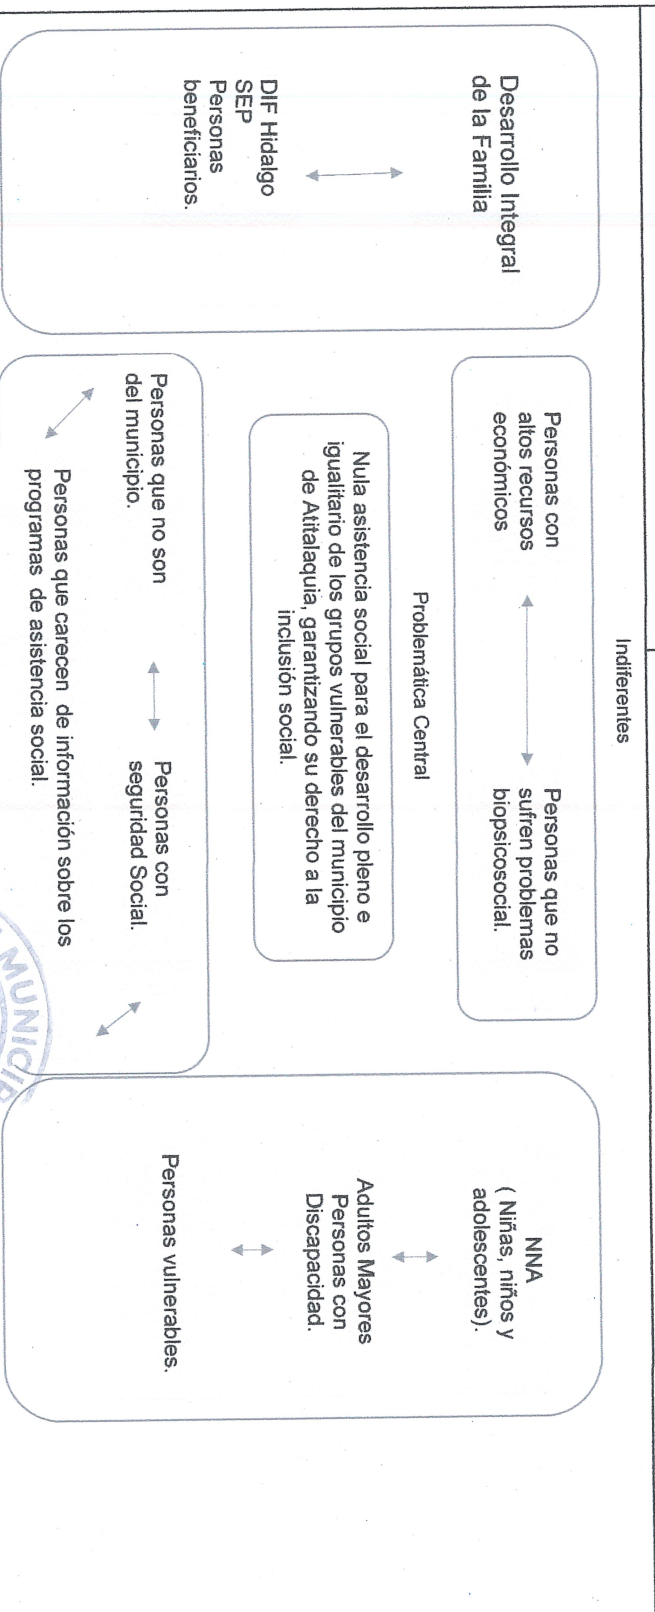 Indiferentes
Desarrollo Integral
de la Familia
DIF Hidalgo
SEP
Personas
beneficiarios.
Personas con
altos recursos
económicos
Personas que no
sufren problemas
biopsicosocial.
Problemática Central
Nula asistencia social para el desarrollo pleno e
igualitario de los grupos vulnerables del municipio
de Atitalaquia, garantizando su derecho a la
inclusión social.
Personas que no son
del municipio.
Personas con
seguridad Social.
Personas que carecen de información sobre los
programas de asistencia social.
NNA
( Niñas, niños y
adolescentes).
Adultos Mayores
Personas con
Discapacidad.
Personas vulnerables.